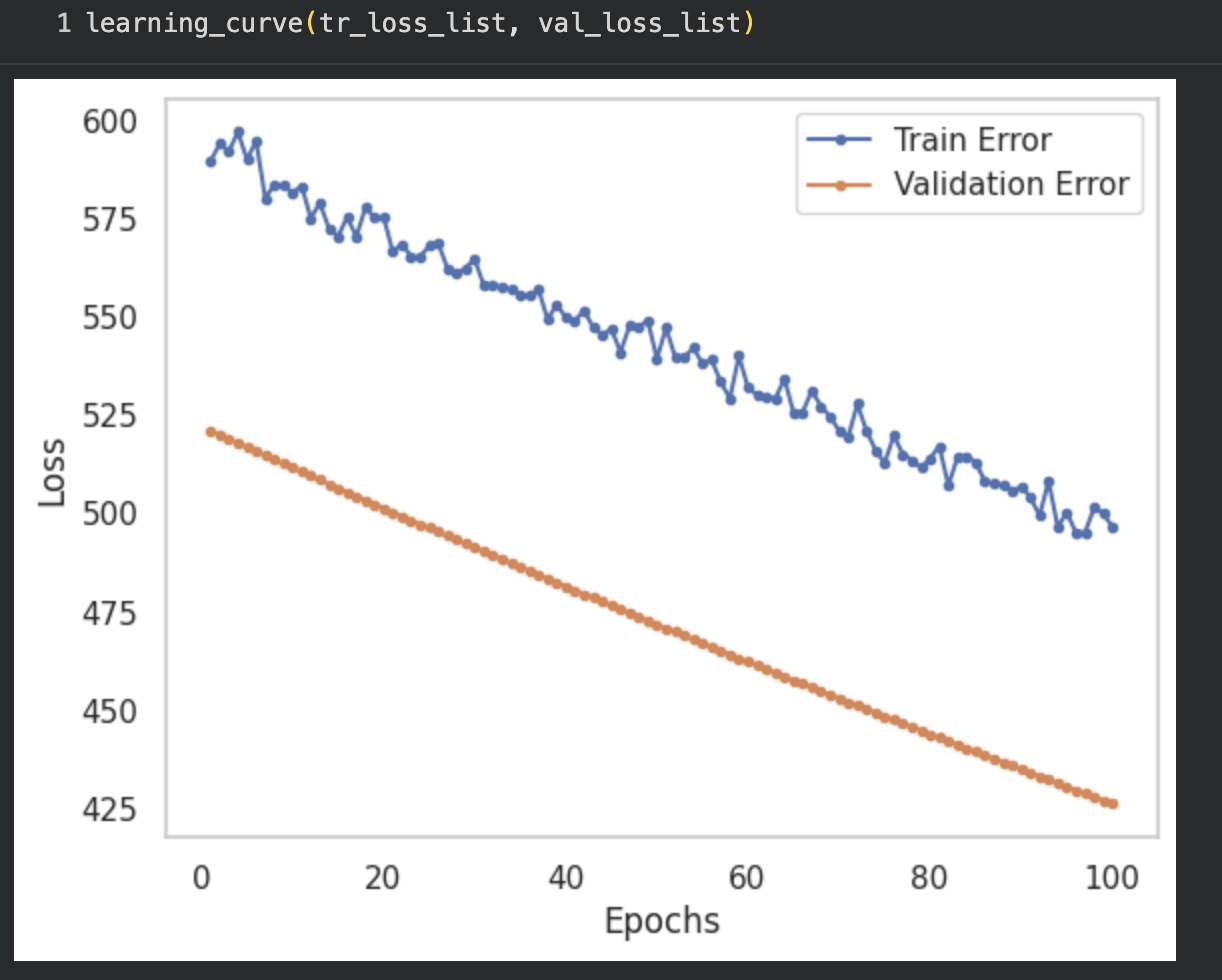 1 learning_curve(tr_loss_list, val_loss_list)
Train Error
Validation Error
600
575
550
525
500
475
450
425
Loss
0 20 40 60 80 100
Epochs